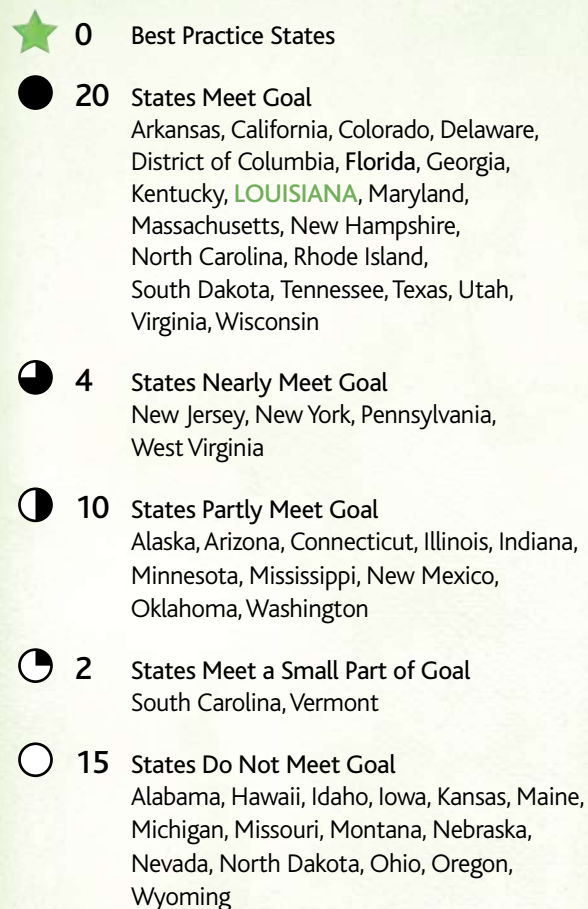 0 Best Practice States
20 States Meet Goal
Arkansas, California, Colorado, Delaware,
District of Columbia, Florida, Georgia,
Kentucky, LOUISIANA, Maryland,
Massachusetts, New Hampshire,
North Carolina, Rhode Island,
South Dakota, Tennessee, Texas, Utah,
Virginia, Wisconsin
4 States Nearly Meet Goal
New Jersey, New York, Pennsylvania,
West Virginia
10 States Partly Meet Goal
Alaska, Arizona, Connecticut, Illinois, Indiana,
Minnesota, Mississippi, New Mexico,
Oklahoma, Washington
2 States Meet a Small Part of Goal
South Carolina, Vermont
15 States Do Not Meet Goal
Alabama, Hawaii, Idaho, Iowa, Kansas, Maine,
Michigan, Missouri, Montana, Nebraska,
Nevada, North Dakota, Ohio, Oregon,
Wyoming